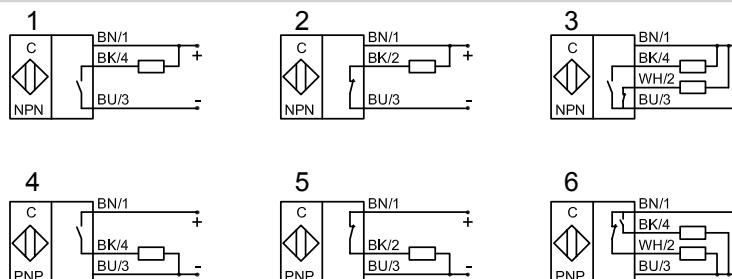 1 2 3
BN/1 BN/1 BN/1
C C C
BK/4 BK/2 BK/4
+ +
WH/2
BU/3 BU/3 BU/3
- -
NPN NPN NPN
4 5 6
BN/1 BN/1 BN/1
C C C
+ +
BK/4
BK/4 BK/2 WH/2
BU/3 BU/3 BU/3
- -
PNP PNP PNP